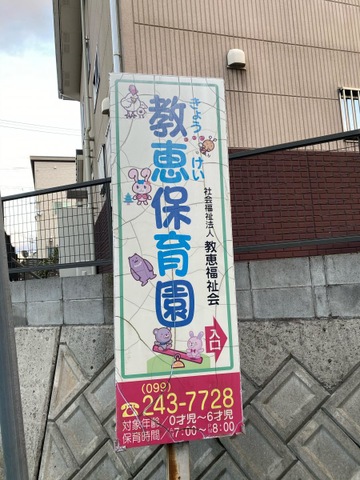 教恵保育園
きょう けい
社会福祉法人 教恵福祉会
入口
(099)
☎243-7728
対象年齢／0才児〜6才児
保育時間／AM7:00〜PM8:00